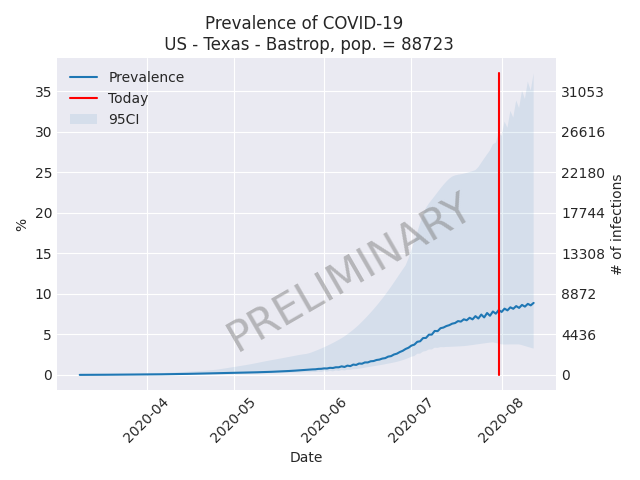 Prevalence of COVID-19
US - Texas - Bastrop, pop. = 88723
Prevalence
Today
95CI
35
30
25
20
15
10
5
0
%
31053
26616
22180
17744
13308
8872
4436
0
# of infections
PRELIMINARY
2020-04
2020-05
2020-06
2020-07
2020-08
Date